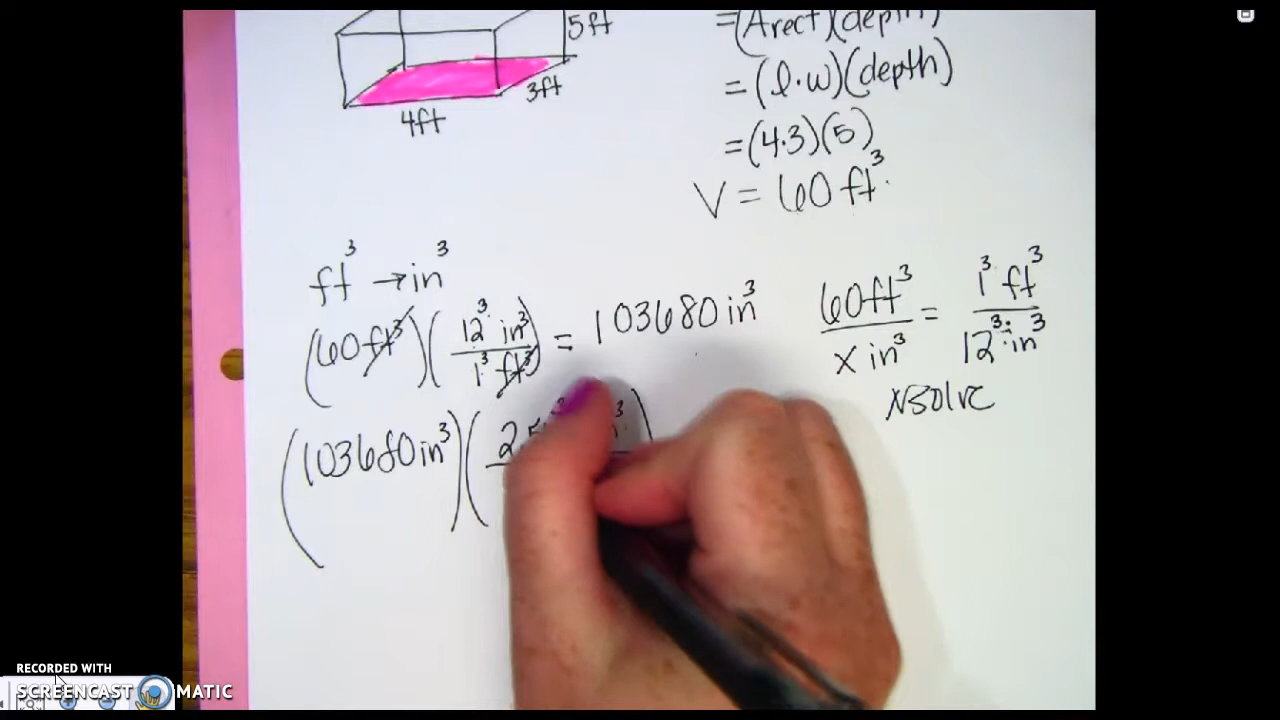 5ft
3ft
4ft
=(Arect)(depth)
=(l·w)(depth)
=(4·3)(5)
V = 60 ft³
ft³ → in³
(60ft³)(12³ in³ / 1³ ft³) = 103680 in³
60ft³ / x in³ = 1³ ft³ / 12³ in³
nsolve
(103680 in³)(
RECORDED WITH
SCREENCAST MATIC